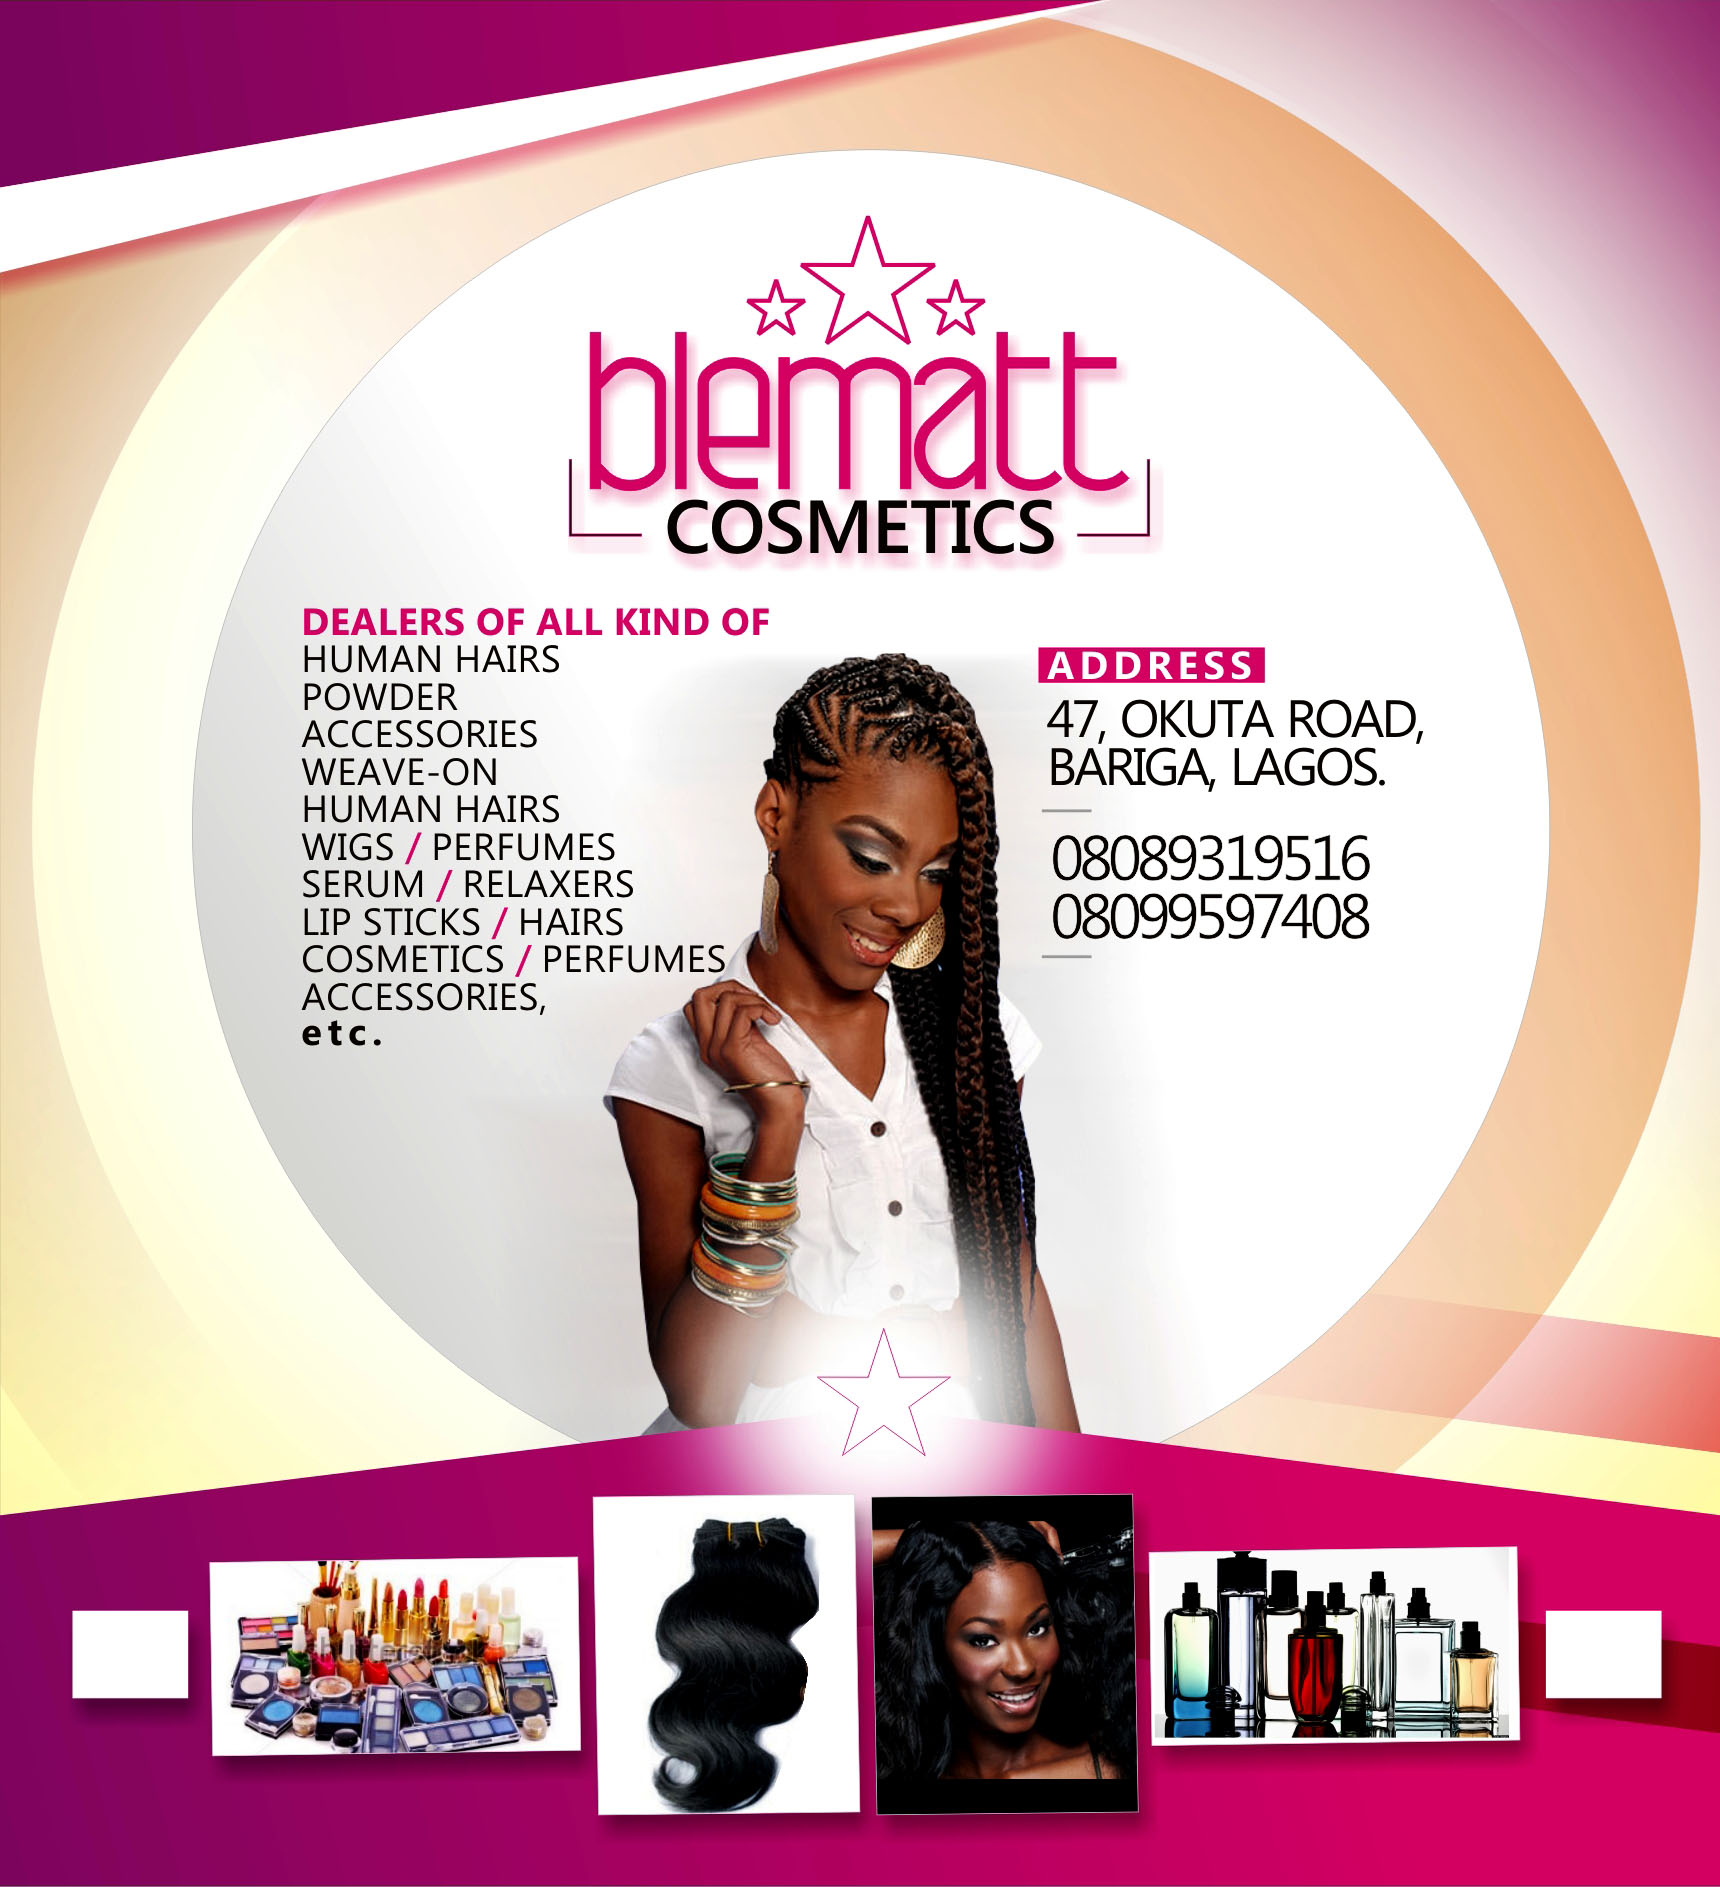 blematt
COSMETICS
DEALERS OF ALL KIND OF
HUMAN HAIRS
POWDER
ACCESSORIES
WEAVE-ON
HUMAN HAIRS
WIGS / PERFUMES
SERUM / RELAXERS
LIP STICKS / HAIRS
COSMETICS / PERFUMES
ACCESSORIES,
etc.
ADDRESS
47, OKUTA ROAD,
BARIGA, LAGOS.
08089319516
08099597408